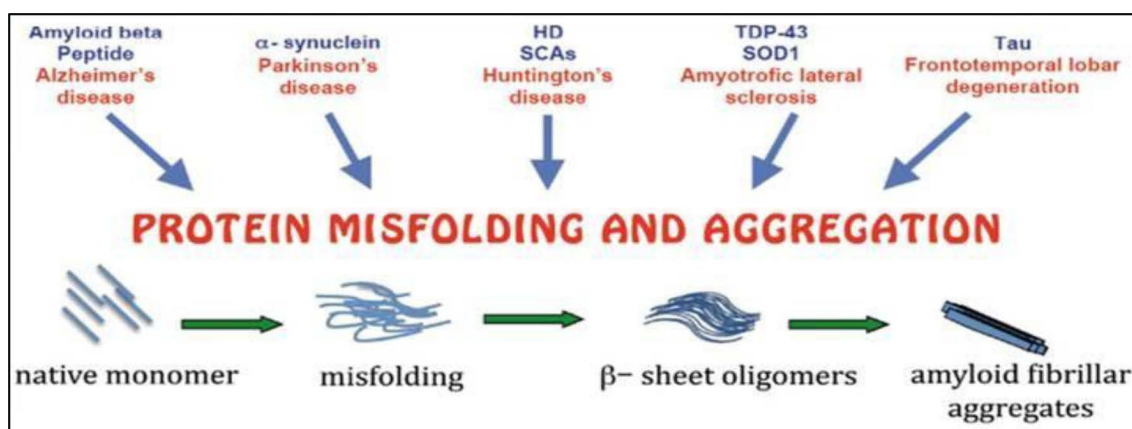 Amyloid beta
Peptide
Alzheimer's
disease
α- synuclein
Parkinson's
disease
HD
SCAs
Huntington's
disease
TDP-43
SOD1
Amyotrofic lateral
sclerosis
Tau
Frontotemporal lobar
degeneration
PROTEIN MISFOLDING AND AGGREGATION
native monomer
misfolding
β– sheet oligomers
amyloid fibrillar
aggregates